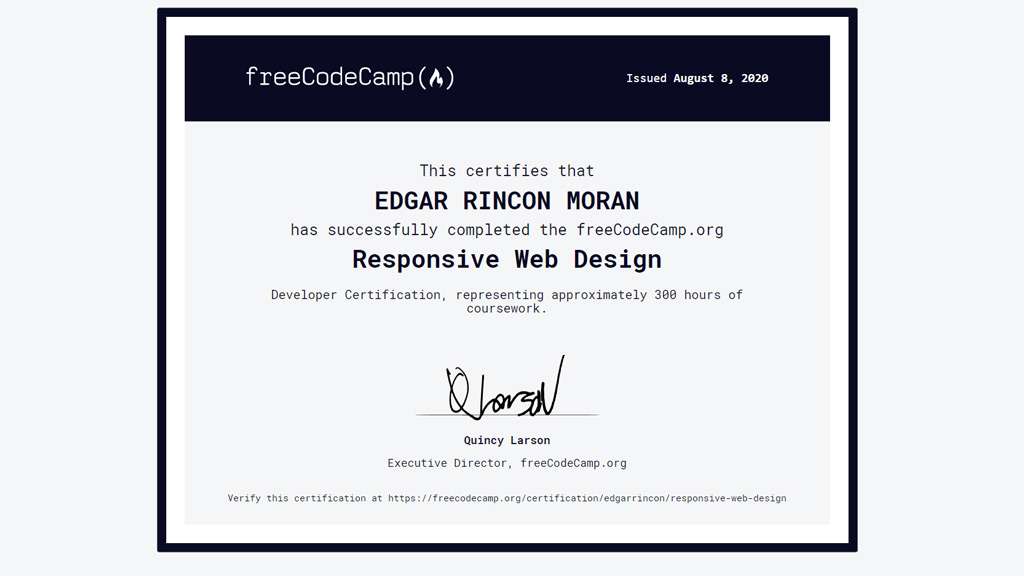 freeCodeCamp
Issued August 8, 2020
This certifies that
EDGAR RINCON MORAN
has successfully completed the freeCodeCamp.org
Responsive Web Design
Developer Certification, representing approximately 300 hours of
coursework.
Q Larson
Quincy Larson
Executive Director, freeCodeCamp.org
Verify this certification at https://freecodecamp.org/certification/edgarrincon/responsive-web-design